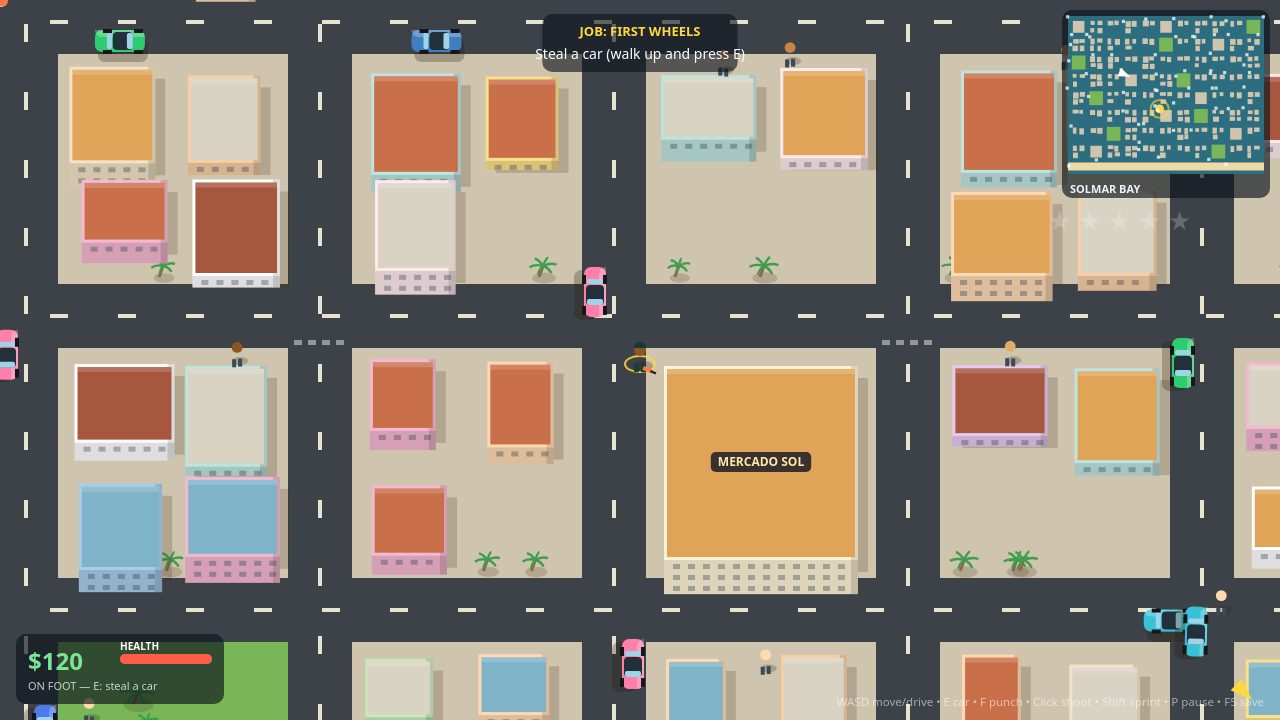 JOB: FIRST WHEELS
Steal a car (walk up and press E)
SOLMAR BAY
MERCADO SOL
HEALTH
$120
ON FOOT — E: steal a car
WASD move/drive • E car • F punch • Click shoot • Shift sprint • P pause • F5 save